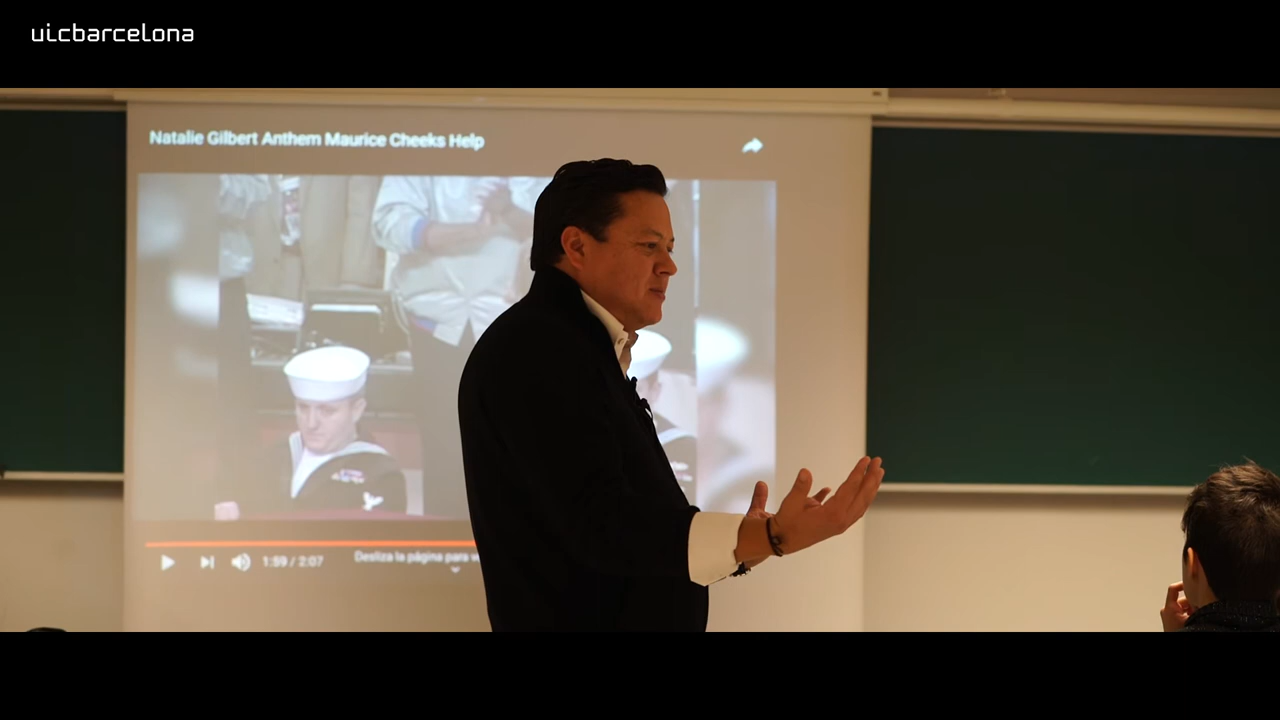 uicbarcelona
Natalie Gilbert Anthem Maurice Cheeks Help
1:59 / 2:07
Desliza la página para